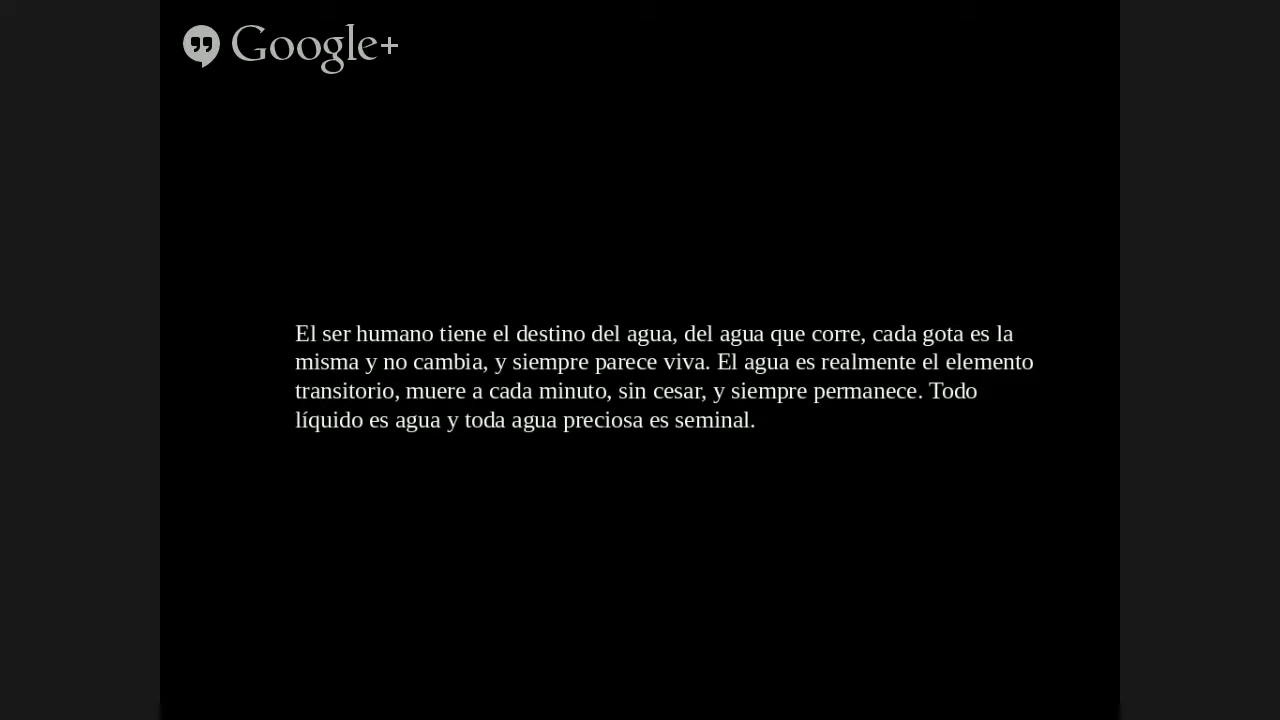 Google+
El ser humano tiene el destino del agua, del agua que corre, cada gota es la
misma y no cambia, y siempre parece viva. El agua es realmente el elemento
transitorio, muere a cada minuto, sin cesar, y siempre permanece. Todo
líquido es agua y toda agua preciosa es seminal.